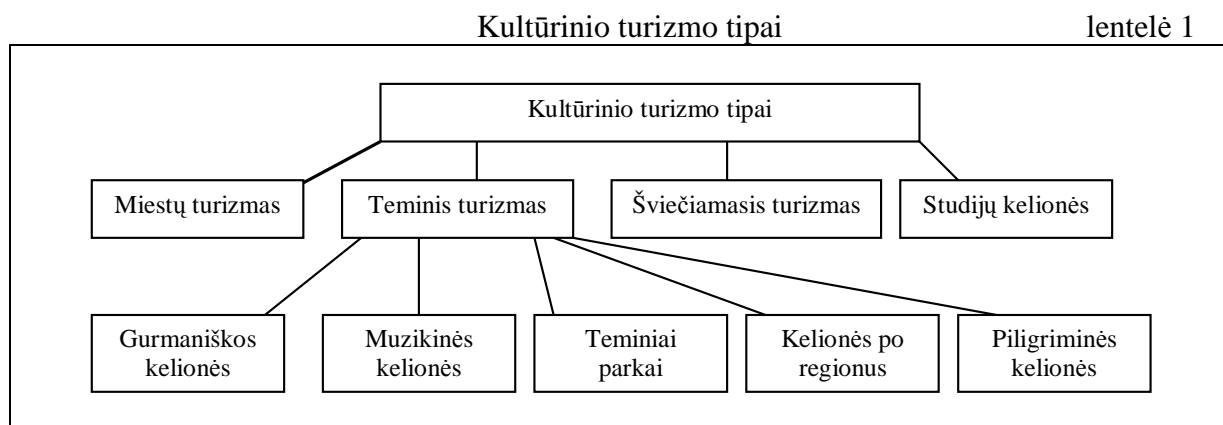 Kultūrinio turizmo tipai lentelė 1
Kultūrinio turizmo tipai
Miestų turizmas
Teminis turizmas
Šviečiamasis turizmas
Studijų kelionės
Gurmaniškos
kelionės
Muzikinės
kelionės
Teminiai
parkai
Kelionės po
regionus
Piligriminės
kelionės